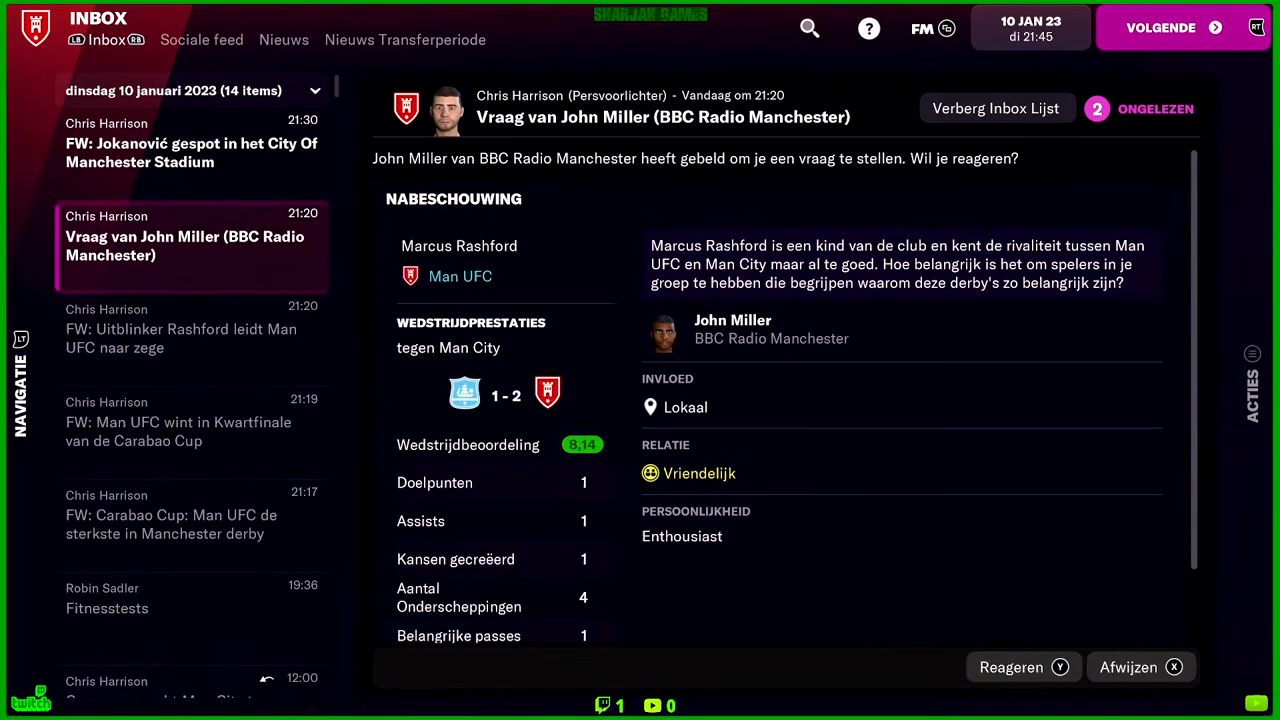 SKARJAH GAMES
INBOX
LB Inbox RB Sociale feed Nieuws Nieuws Transferperiode
FM
10 JAN 23
di 21:45
VOLGENDE
RT
dinsdag 10 januari 2023 (14 items)
Chris Harrison 21:30
FW: Jokanović gespot in het City Of
Manchester Stadium
Chris Harrison 21:20
Vraag van John Miller (BBC Radio
Manchester)
Chris Harrison 21:20
FW: Uitblinker Rashford leidt Man
UFC naar zege
Chris Harrison 21:19
FW: Man UFC wint in Kwartfinale
van de Carabao Cup
Chris Harrison 21:17
FW: Carabao Cup: Man UFC de
sterkste in Manchester derby
Robin Sadler 19:36
Fitnesstests
Chris Harrison 12:00
LT
NAVIGATIE
Chris Harrison (Persvoorlichter) - Vandaag om 21:20
Vraag van John Miller (BBC Radio Manchester)
Verberg Inbox Lijst
2 ONGELEZEN
John Miller van BBC Radio Manchester heeft gebeld om je een vraag te stellen. Wil je reageren?
NABESCHOUWING
Marcus Rashford
Man UFC
WEDSTRIJDPRESTATIES
tegen Man City
1 - 2
Wedstrijdbeoordeling 8,14
Doelpunten 1
Assists 1
Kansen gecreëerd 1
Aantal
Onderscheppingen 4
Belangrijke passes 1
Marcus Rashford is een kind van de club en kent de rivaliteit tussen Man
UFC en Man City maar al te goed. Hoe belangrijk is het om spelers in je
groep te hebben die begrijpen waarom deze derby's zo belangrijk zijn?
John Miller
BBC Radio Manchester
INVLOED
Lokaal
RELATIE
Vriendelijk
PERSOONLIJKHEID
Enthousiast
ACTIES
Reageren Y
Afwijzen X
twitch
1 0